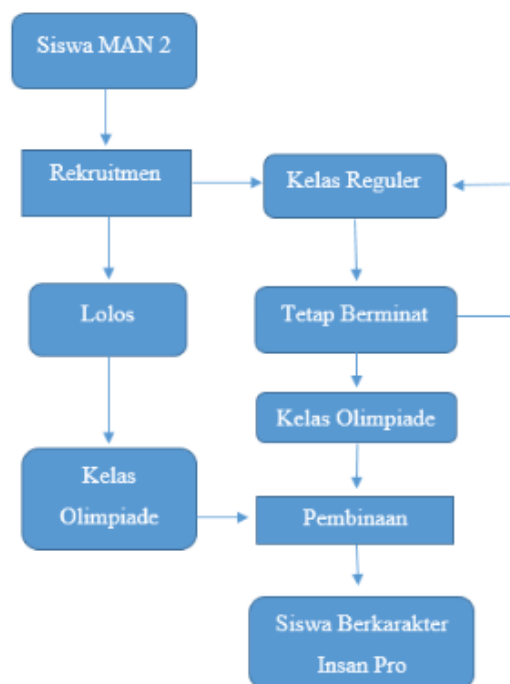 Siswa MAN 2
Rekruitmen
Kelas Reguler
Lolos
Tetap Berminat
Kelas Olimpiade
Kelas
Olimpiade
Pembinaan
Siswa Berkarakter
Insan Pro